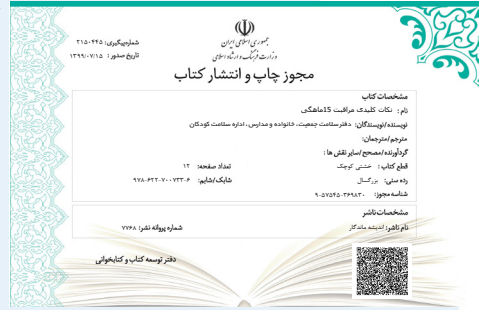 جمهوری اسلامی ایران
وزارت فرهنگ و ارشاد اسلامی
شماره‌پیگیری: ۳۱۵۰۴۴۵
تاریخ صدور : ۱۳۹۹/۰۷/۱۵
مجوز چاپ و انتشار کتاب
مشخصات کتاب
نام : نکات کلیدی مراقبت 15ماهگی
نویسنده/نویسندگان: دفترسلامت جمعیت، خانواده و مدارس، اداره سلامت کودکان
مترجم/مترجمان:
گردآورنده/مصحح/سایر نقش ها :
قطع کتاب : خشتی کوچک
تعداد صفحه: ۱۲
رده سنی: بزرگسال
شابک/شاپم: ۹۷۸-۶۲۲-۷۰۰۷۳۳-۶
شناسه مجوز: ۹-۵۷۵۴۵-۳۶۹۸۳۰
مشخصات ناشر
نام ناشر: اندیشه ماندگار
شماره پروانه نشر: ۷۷۶۸
دفتر توسعه کتاب و کتابخوانی